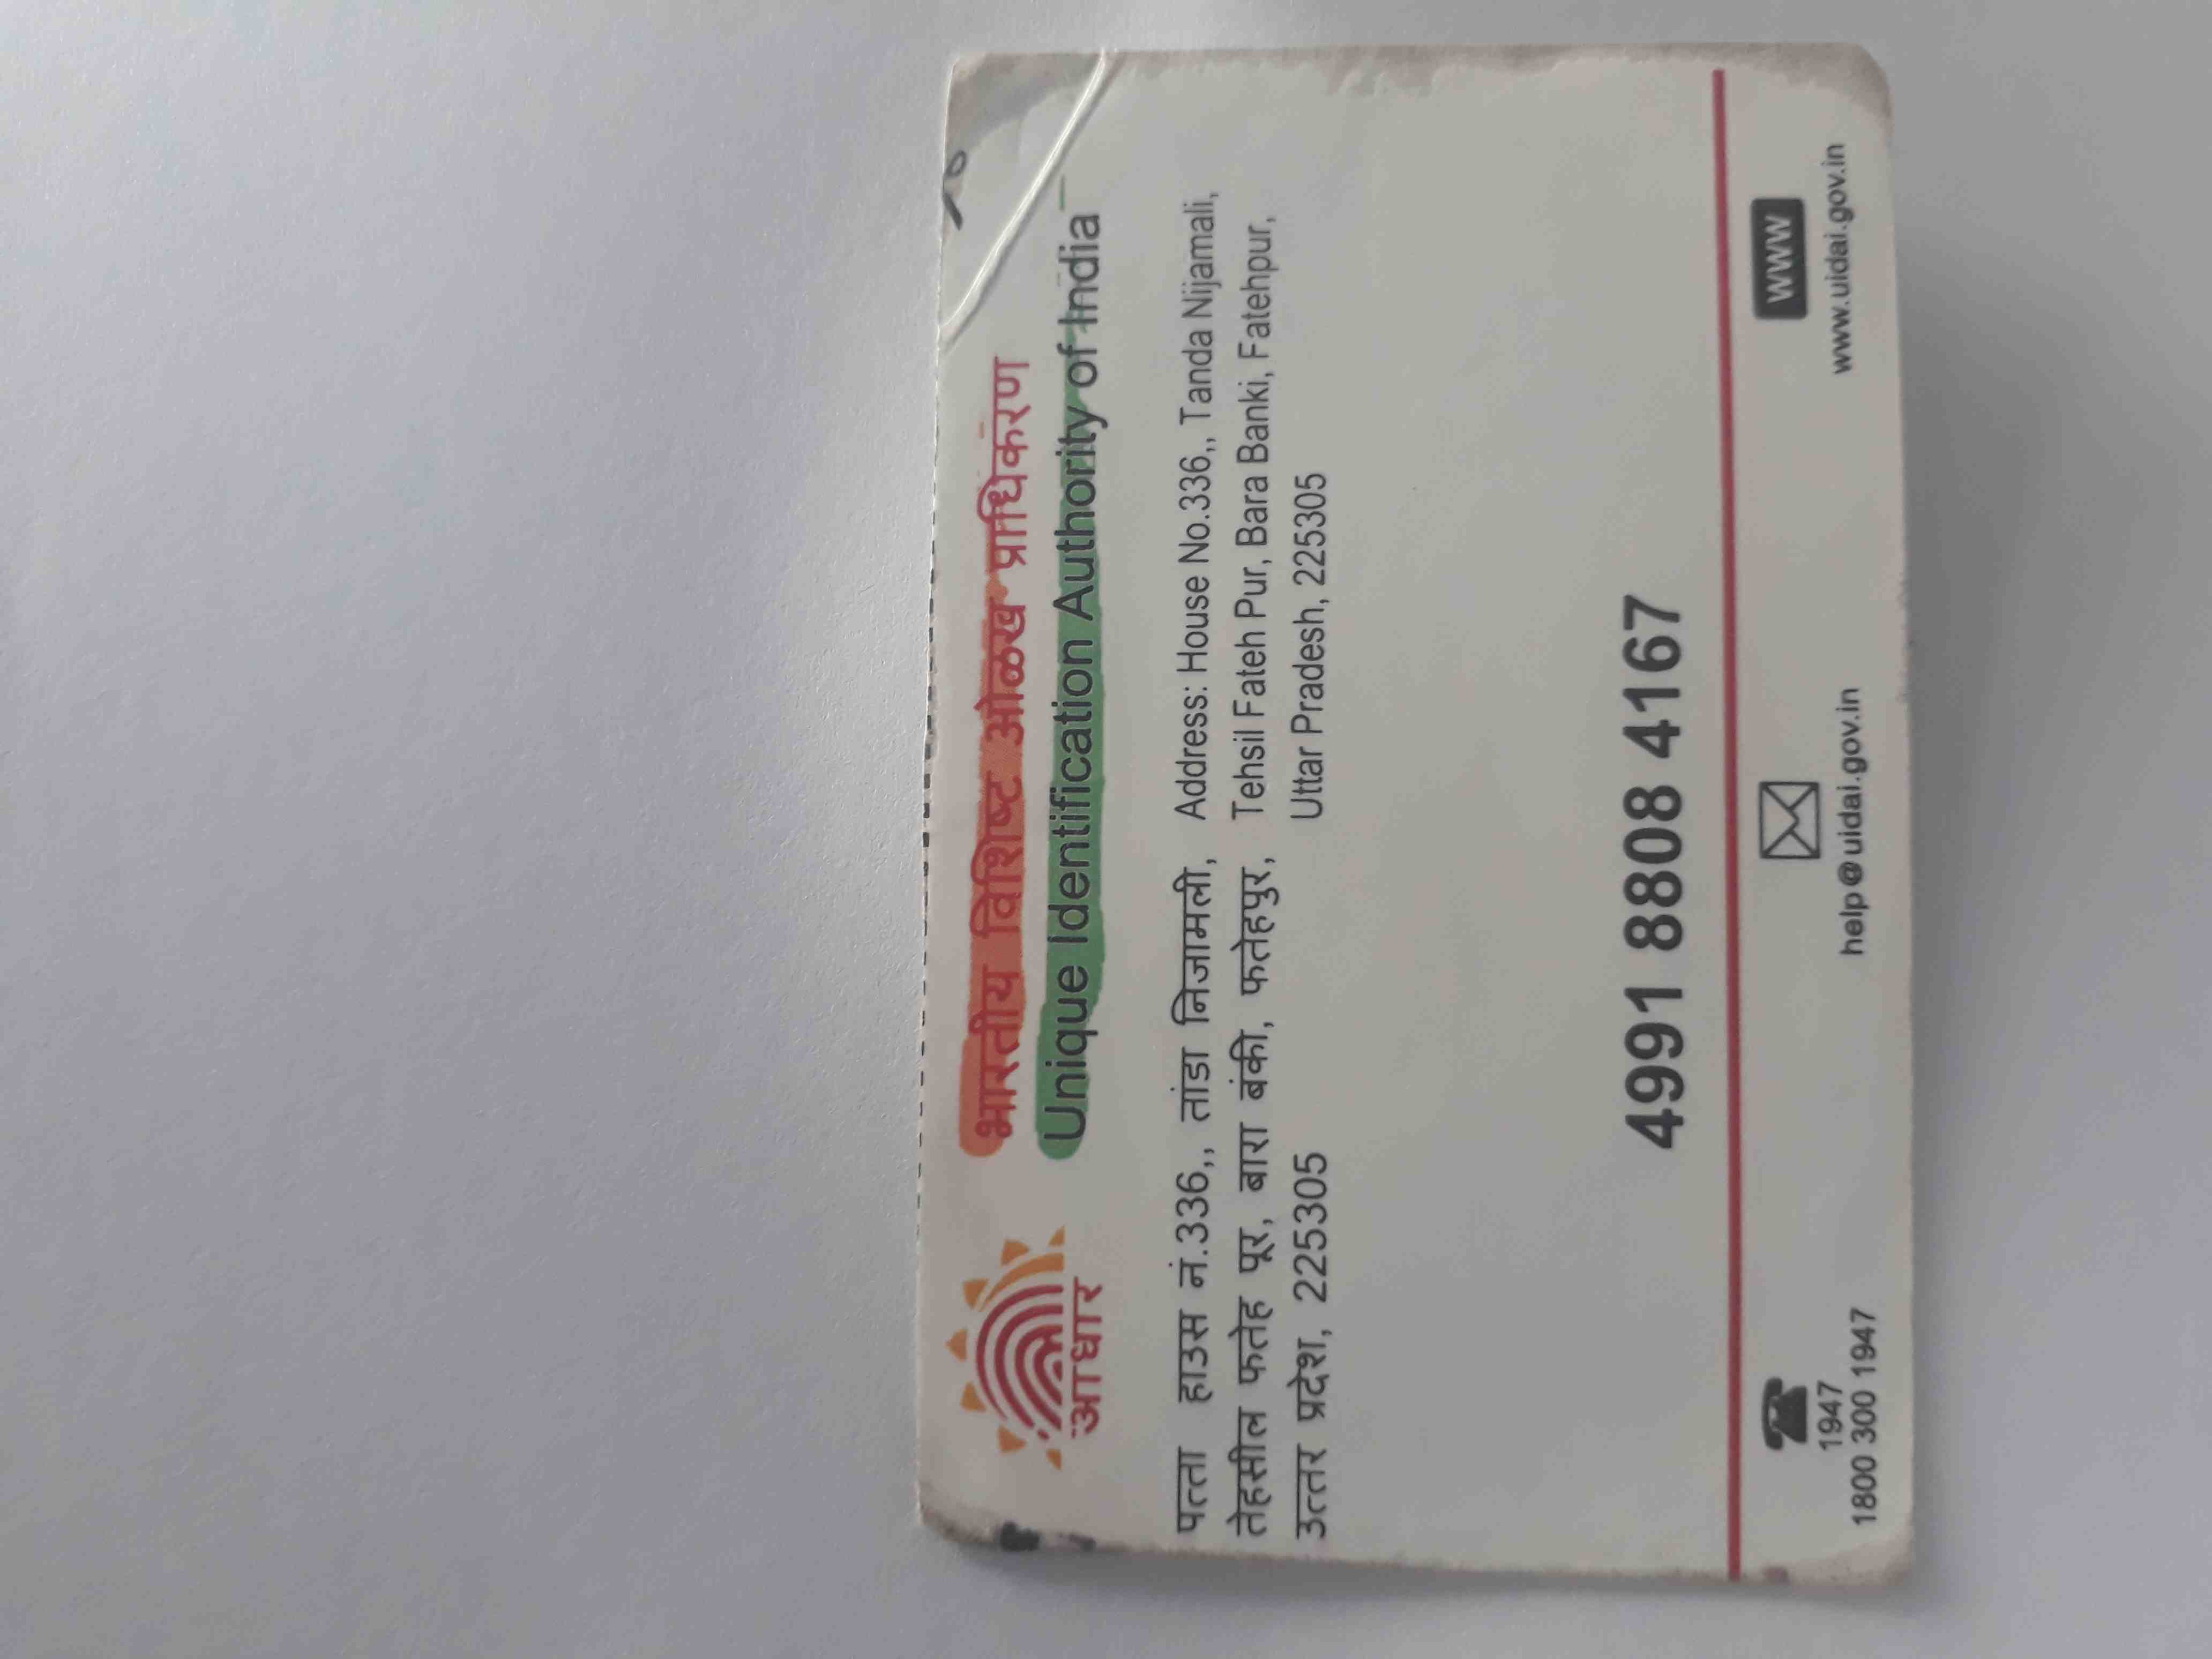 भारतीय विशिष्ट ओळख प्राधिकरण
Unique Identification Authority of India
आधार
पत्ता हाउस नं.336,, तांडा निजामली,
तेहसील फतेह पूर, बारा बंकी, फतेहपुर,
उत्तर प्रदेश, 225305
Address: House No.336,, Tanda Nijamali,
Tehsil Fateh Pur, Bara Banki, Fatehpur,
Uttar Pradesh, 225305
4991 8808 4167
1947
1800 300 1947
help@uidai.gov.in
www
www.uidai.gov.in